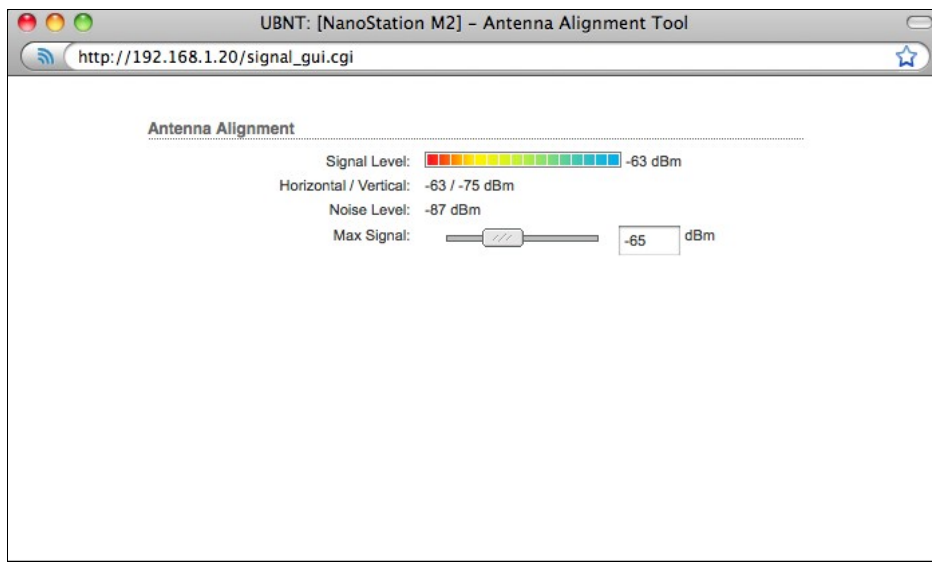 UBNT: [NanoStation M2] – Antenna Alignment Tool
http://192.168.1.20/signal_gui.cgi
Antenna Alignment
Signal Level: -63 dBm
Horizontal / Vertical: -63 / -75 dBm
Noise Level: -87 dBm
Max Signal: -65 dBm